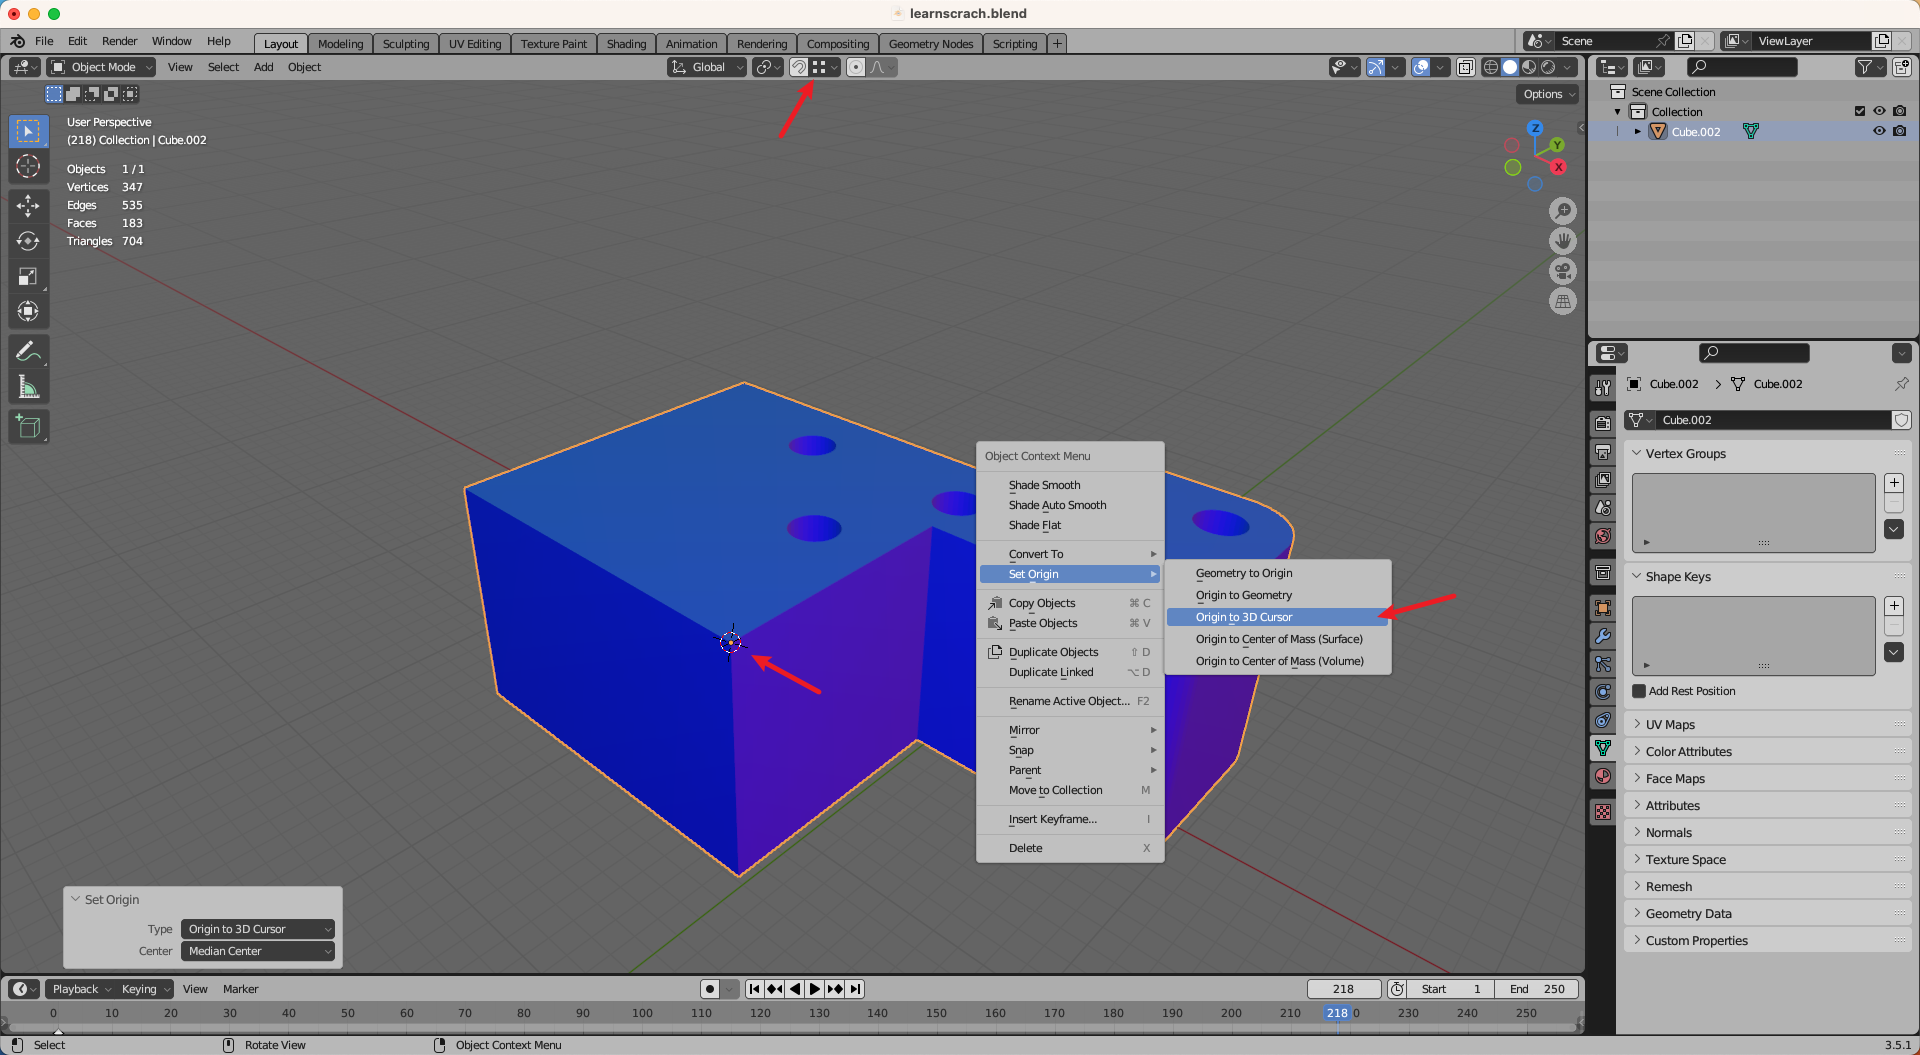 learnscrach.blend
File Edit Render Window Help Layout Modeling Sculpting UV Editing Texture Paint Shading Animation Rendering Compositing Geometry Nodes Scripting + Scene ViewLayer
Object Mode View Select Add Object Global
Options
User Perspective
(218) Collection | Cube.002
Objects 1/1
Vertices 347
Edges 535
Faces 183
Triangles 704
Z
Y
X
Scene Collection
Collection
Cube.002
Cube.002 > Cube.002
Cube.002
Vertex Groups
Shape Keys
Add Rest Position
UV Maps
Color Attributes
Face Maps
Attributes
Normals
Texture Space
Remesh
Geometry Data
Custom Properties
Object Context Menu
Shade Smooth
Shade Auto Smooth
Shade Flat
Convert To
Set Origin
Copy Objects ⌘ C
Paste Objects ⌘ V
Duplicate Objects ⇧ D
Duplicate Linked ⌥ D
Rename Active Object... F2
Mirror
Snap
Parent
Move to Collection M
Insert Keyframe... I
Delete X
Geometry to Origin
Origin to Geometry
Origin to 3D Cursor
Origin to Center of Mass (Surface)
Origin to Center of Mass (Volume)
Set Origin
Type Origin to 3D Cursor
Center Median Center
Playback Keying View Marker 218 Start 1 End 250
0 10 20 30 40 50 60 70 80 90 100 110 120 130 140 150 160 170 180 190 200 210 218 0 230 240 250
Select Rotate View Object Context Menu 3.5.1